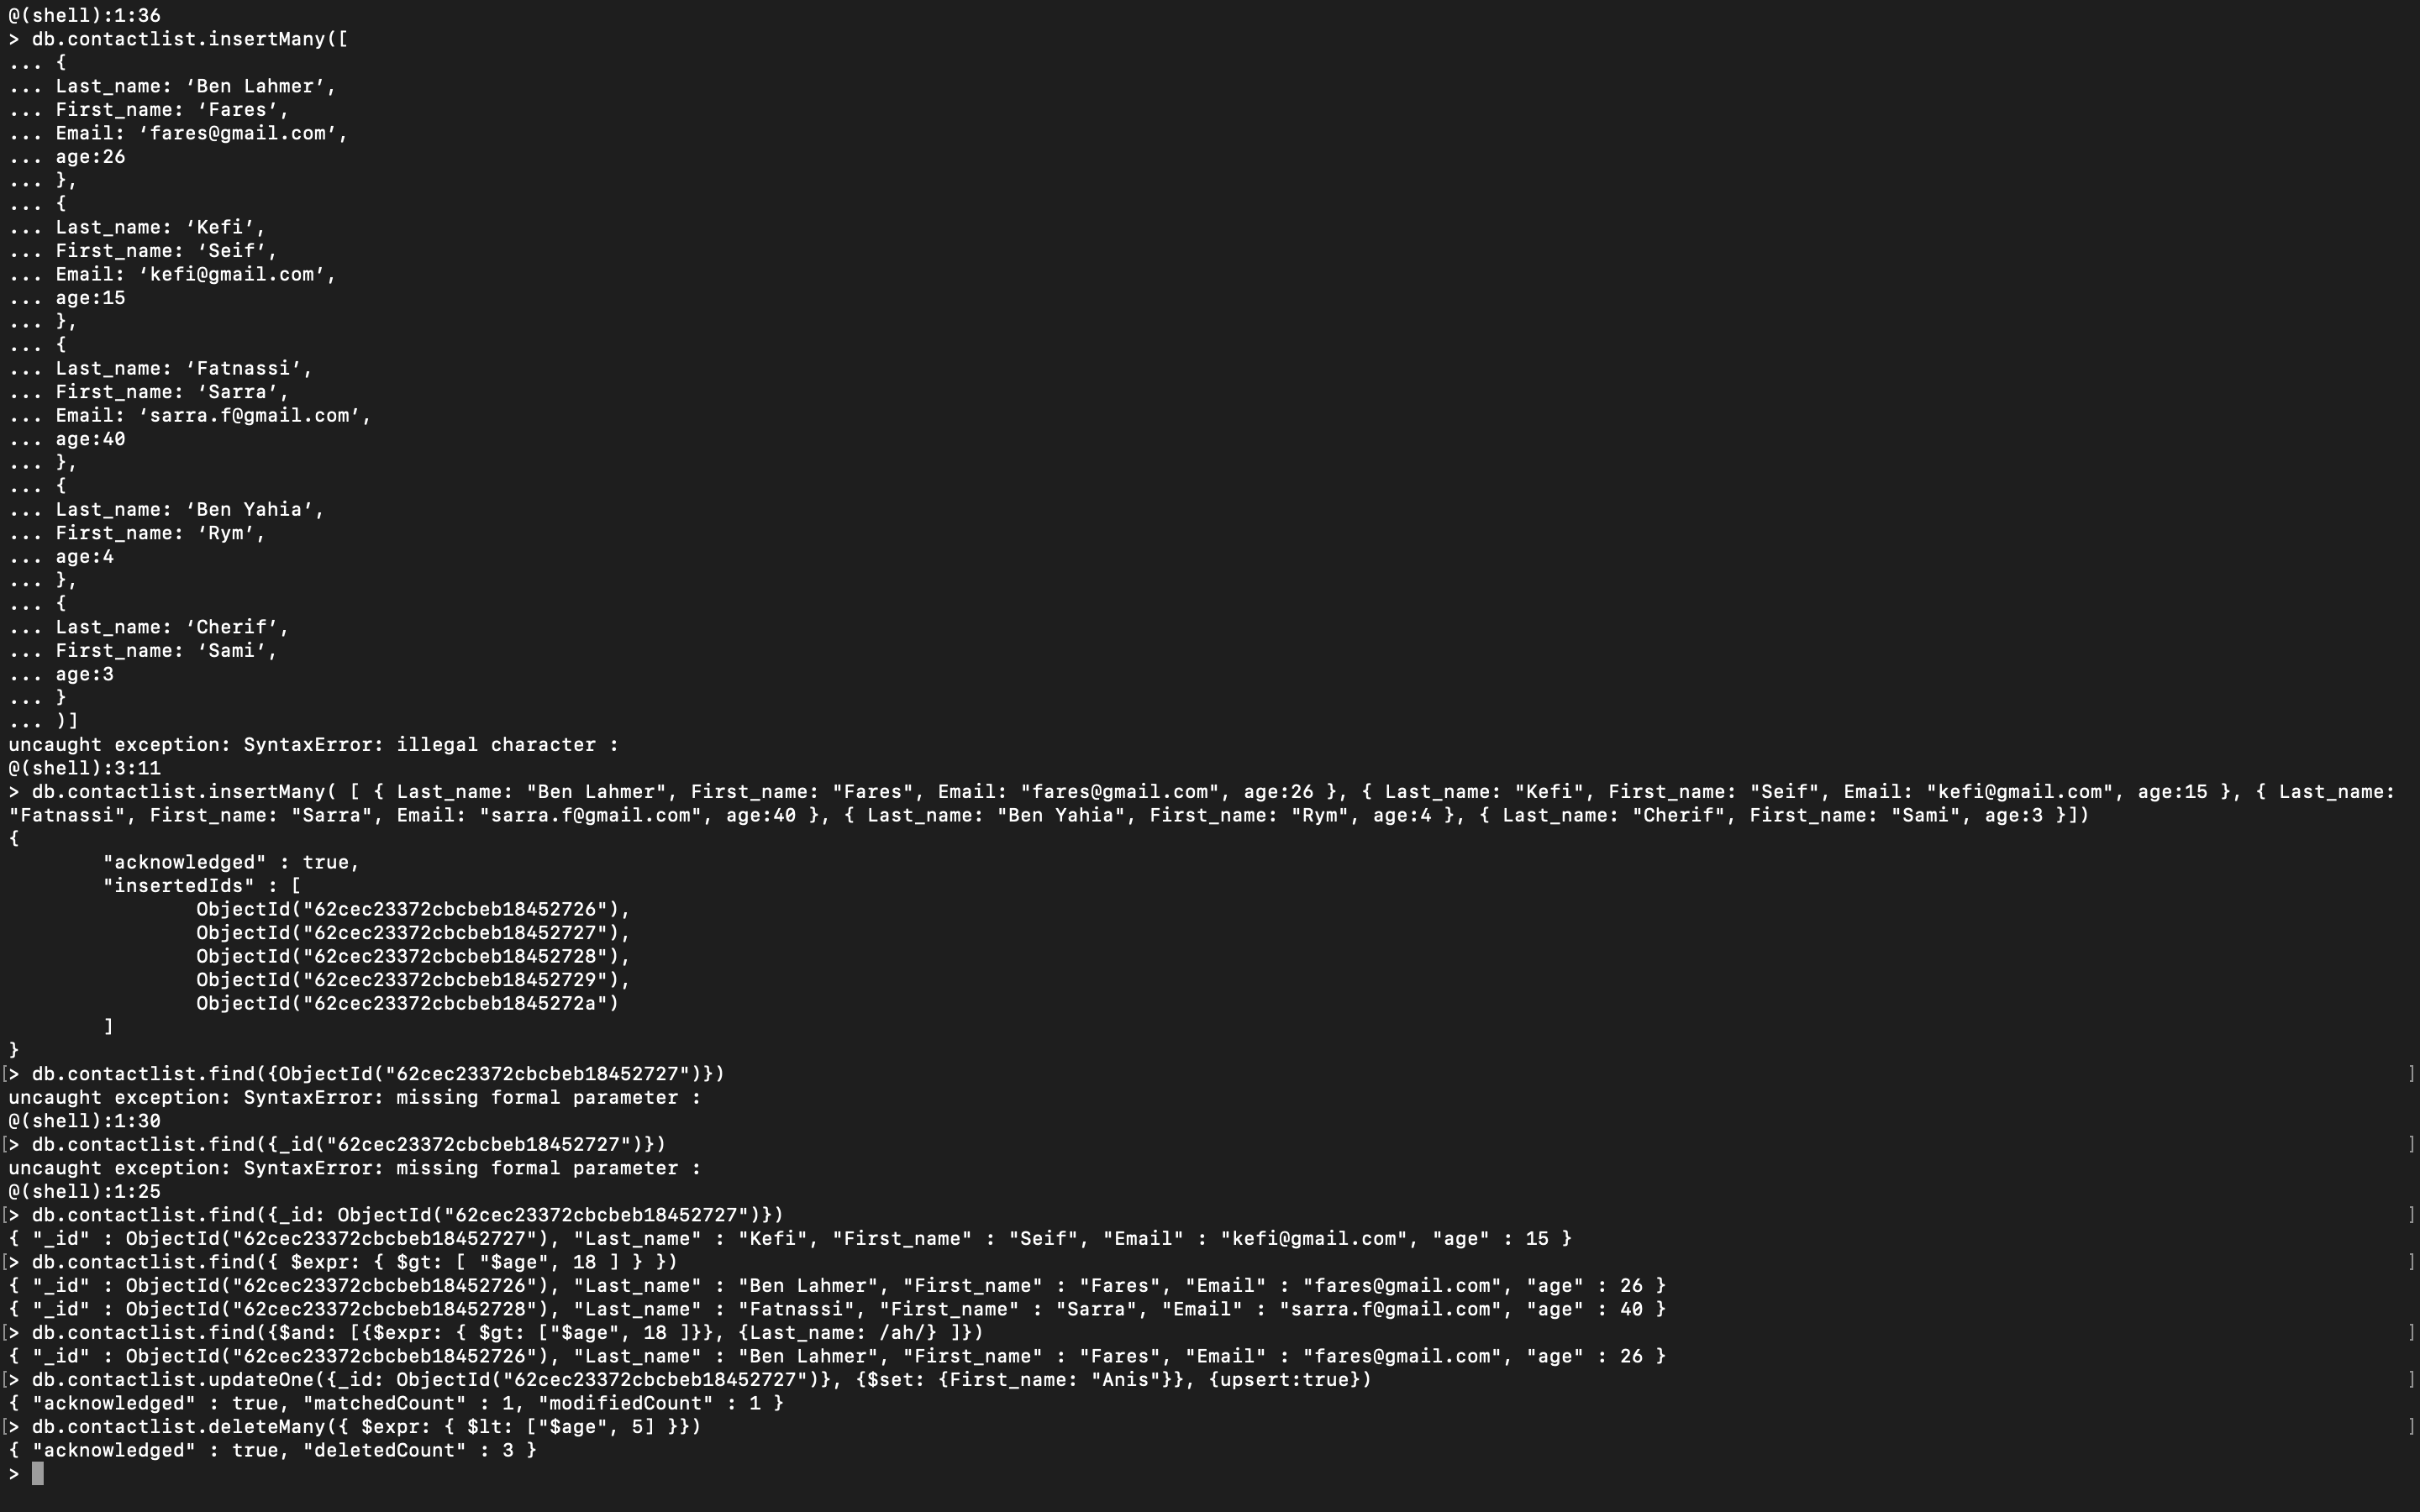 @(shell):1:36
> db.contactlist.insertMany([
... {
... Last_name: ‘Ben Lahmer’,
... First_name: ‘Fares’,
... Email: ‘fares@gmail.com’,
... age:26
... },
... {
... Last_name: ‘Kefi’,
... First_name: ‘Seif’,
... Email: ‘kefi@gmail.com’,
... age:15
... },
... {
... Last_name: ‘Fatnassi’,
... First_name: ‘Sarra’,
... Email: ‘sarra.f@gmail.com’,
... age:40
... },
... {
... Last_name: ‘Ben Yahia’,
... First_name: ‘Rym’,
... age:4
... },
... {
... Last_name: ‘Cherif’,
... First_name: ‘Sami’,
... age:3
... }
... )]
uncaught exception: SyntaxError: illegal character :
@(shell):3:11
> db.contactlist.insertMany( [ { Last_name: "Ben Lahmer", First_name: "Fares", Email: "fares@gmail.com", age:26 }, { Last_name: "Kefi", First_name: "Seif", Email: "kefi@gmail.com", age:15 }, { Last_name:
"Fatnassi", First_name: "Sarra", Email: "sarra.f@gmail.com", age:40 }, { Last_name: "Ben Yahia", First_name: "Rym", age:4 }, { Last_name: "Cherif", First_name: "Sami", age:3 }])
{
"acknowledged" : true,
"insertedIds" : [
ObjectId("62cec23372cbcbeb18452726"),
ObjectId("62cec23372cbcbeb18452727"),
ObjectId("62cec23372cbcbeb18452728"),
ObjectId("62cec23372cbcbeb18452729"),
ObjectId("62cec23372cbcbeb1845272a")
]
}
[> db.contactlist.find({ObjectId("62cec23372cbcbeb18452727")}) ]
uncaught exception: SyntaxError: missing formal parameter :
@(shell):1:30
[> db.contactlist.find({_id("62cec23372cbcbeb18452727")}) ]
uncaught exception: SyntaxError: missing formal parameter :
@(shell):1:25
[> db.contactlist.find({_id: ObjectId("62cec23372cbcbeb18452727")}) ]
{ "_id" : ObjectId("62cec23372cbcbeb18452727"), "Last_name" : "Kefi", "First_name" : "Seif", "Email" : "kefi@gmail.com", "age" : 15 }
[> db.contactlist.find({ $expr: { $gt: [ "$age", 18 ] } }) ]
{ "_id" : ObjectId("62cec23372cbcbeb18452726"), "Last_name" : "Ben Lahmer", "First_name" : "Fares", "Email" : "fares@gmail.com", "age" : 26 }
{ "_id" : ObjectId("62cec23372cbcbeb18452728"), "Last_name" : "Fatnassi", "First_name" : "Sarra", "Email" : "sarra.f@gmail.com", "age" : 40 }
[> db.contactlist.find({$and: [{$expr: { $gt: ["$age", 18 ]}}, {Last_name: /ah/} ]}) ]
{ "_id" : ObjectId("62cec23372cbcbeb18452726"), "Last_name" : "Ben Lahmer", "First_name" : "Fares", "Email" : "fares@gmail.com", "age" : 26 }
[> db.contactlist.updateOne({_id: ObjectId("62cec23372cbcbeb18452727")}, {$set: {First_name: "Anis"}}, {upsert:true}) ]
{ "acknowledged" : true, "matchedCount" : 1, "modifiedCount" : 1 }
[> db.contactlist.deleteMany({ $expr: { $lt: ["$age", 5] }}) ]
{ "acknowledged" : true, "deletedCount" : 3 }
>